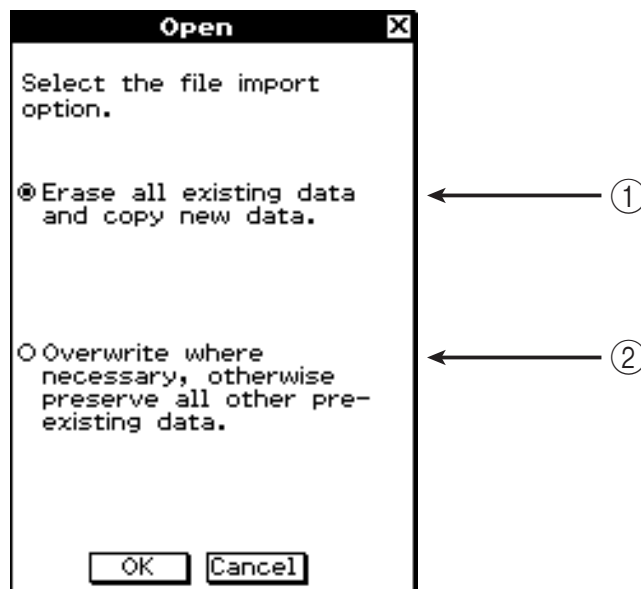 Open
Select the file import
option.
Erase all existing data
and copy new data.
①
Overwrite where
necessary, otherwise
preserve all other pre-
existing data.
②
OK Cancel